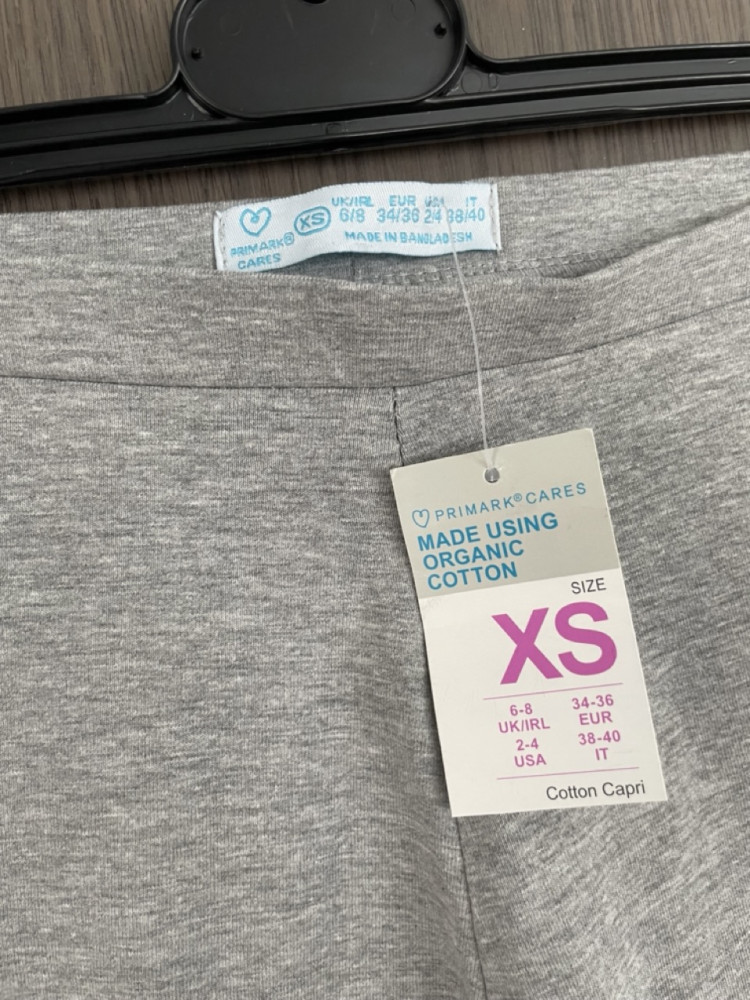 PRIMARK®
CARES
XS
UK/IRL EUR USA IT
6/8 34/36 2/4 38/40
MADE IN BANGLADESH
PRIMARK® CARES
MADE USING
ORGANIC
COTTON
SIZE
XS
6-8 34-36
UK/IRL EUR
2-4 38-40
USA IT
Cotton Capri